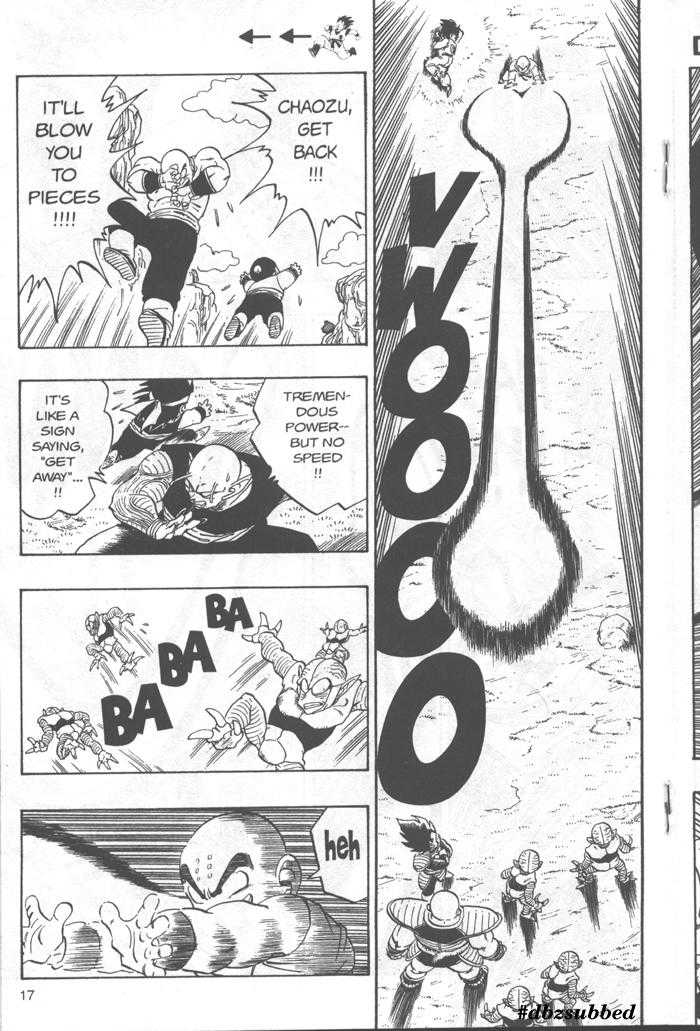 VWOOOO
CHAOZU,
GET
BACK
!!!
IT'LL
BLOW
YOU
TO
PIECES
!!!!
TREMEN-
DOUS
POWER--
BUT NO
SPEED
!!
IT'S
LIKE A
SIGN
SAYING,
"GET
AWAY"...
!!
BA
BA
BA
heh
17
#dbzsubbed